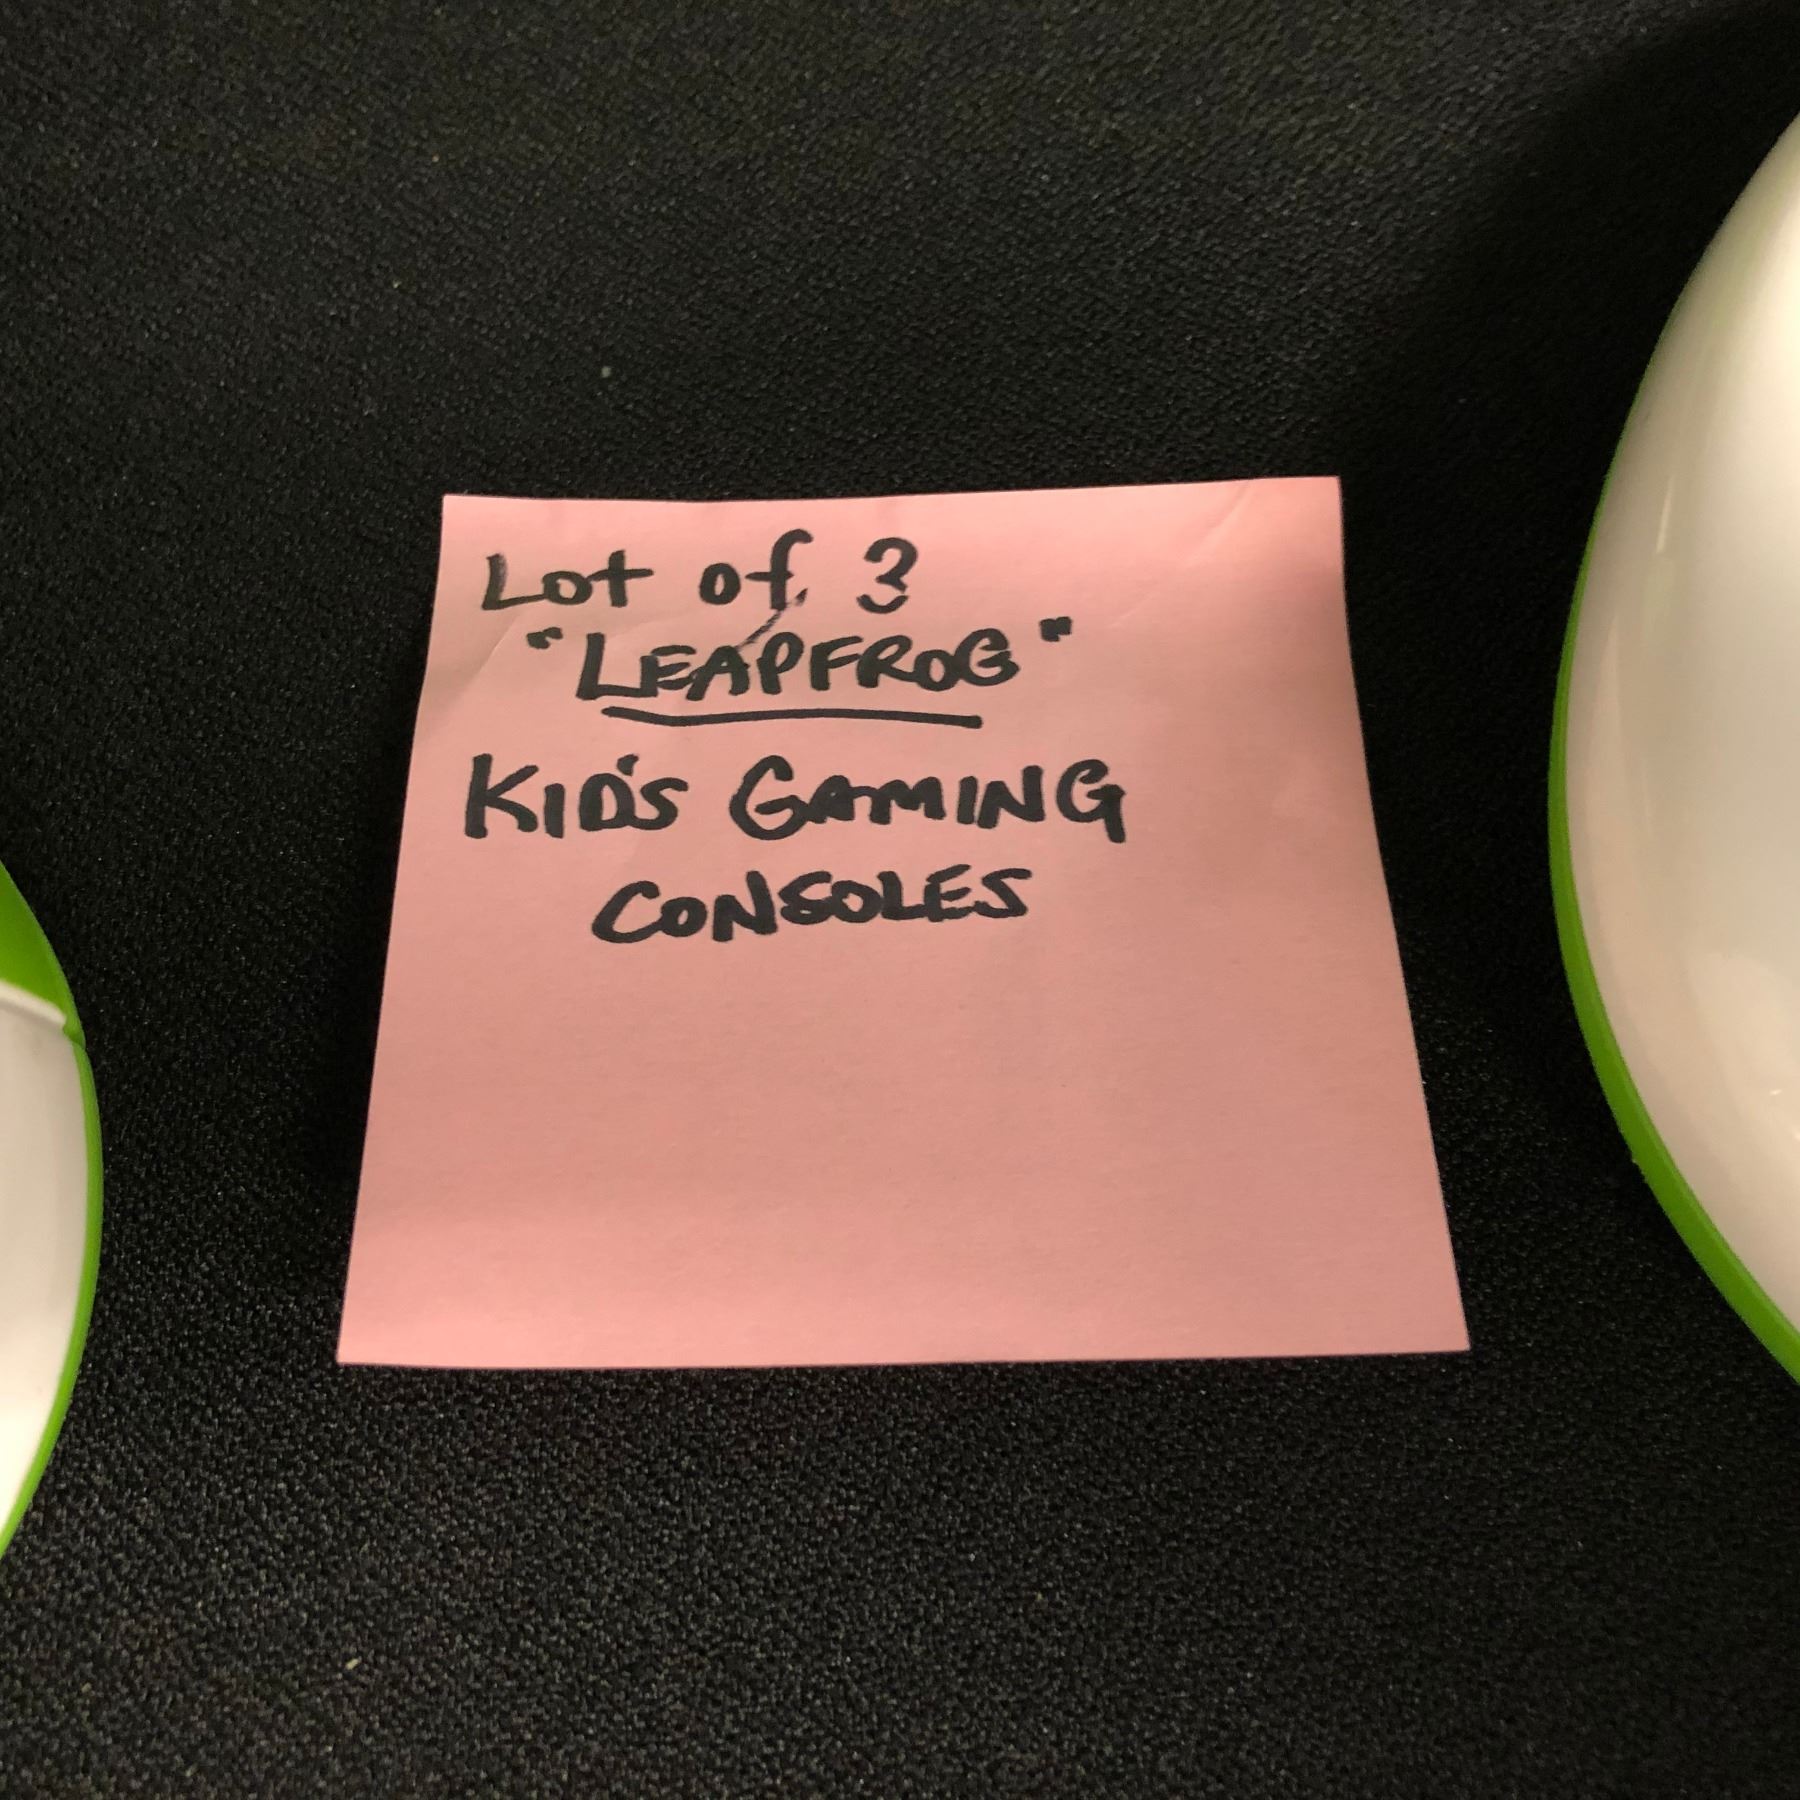 Lot of 3
"LEAPFROG"
KID'S GAMING
CONSOLES